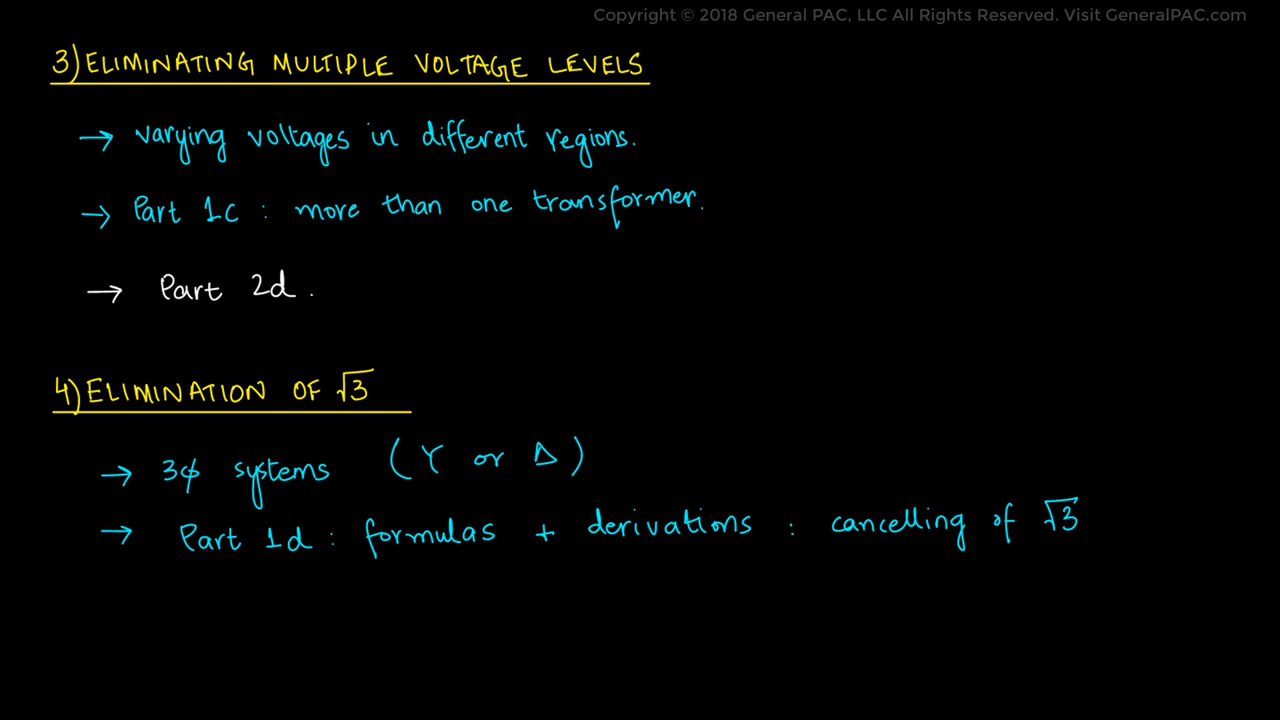 Copyright © 2018 General PAC, LLC All Rights Reserved. Visit GeneralPAC.com
3) ELIMINATING MULTIPLE VOLTAGE LEVELS
→ varying voltages in different regions.
→ Part 1c : more than one transformer.
→ Part 2d .
4) ELIMINATION OF √3
→ 3ϕ systems (Y or Δ)
→ Part 1d : formulas + derivations : cancelling of √3